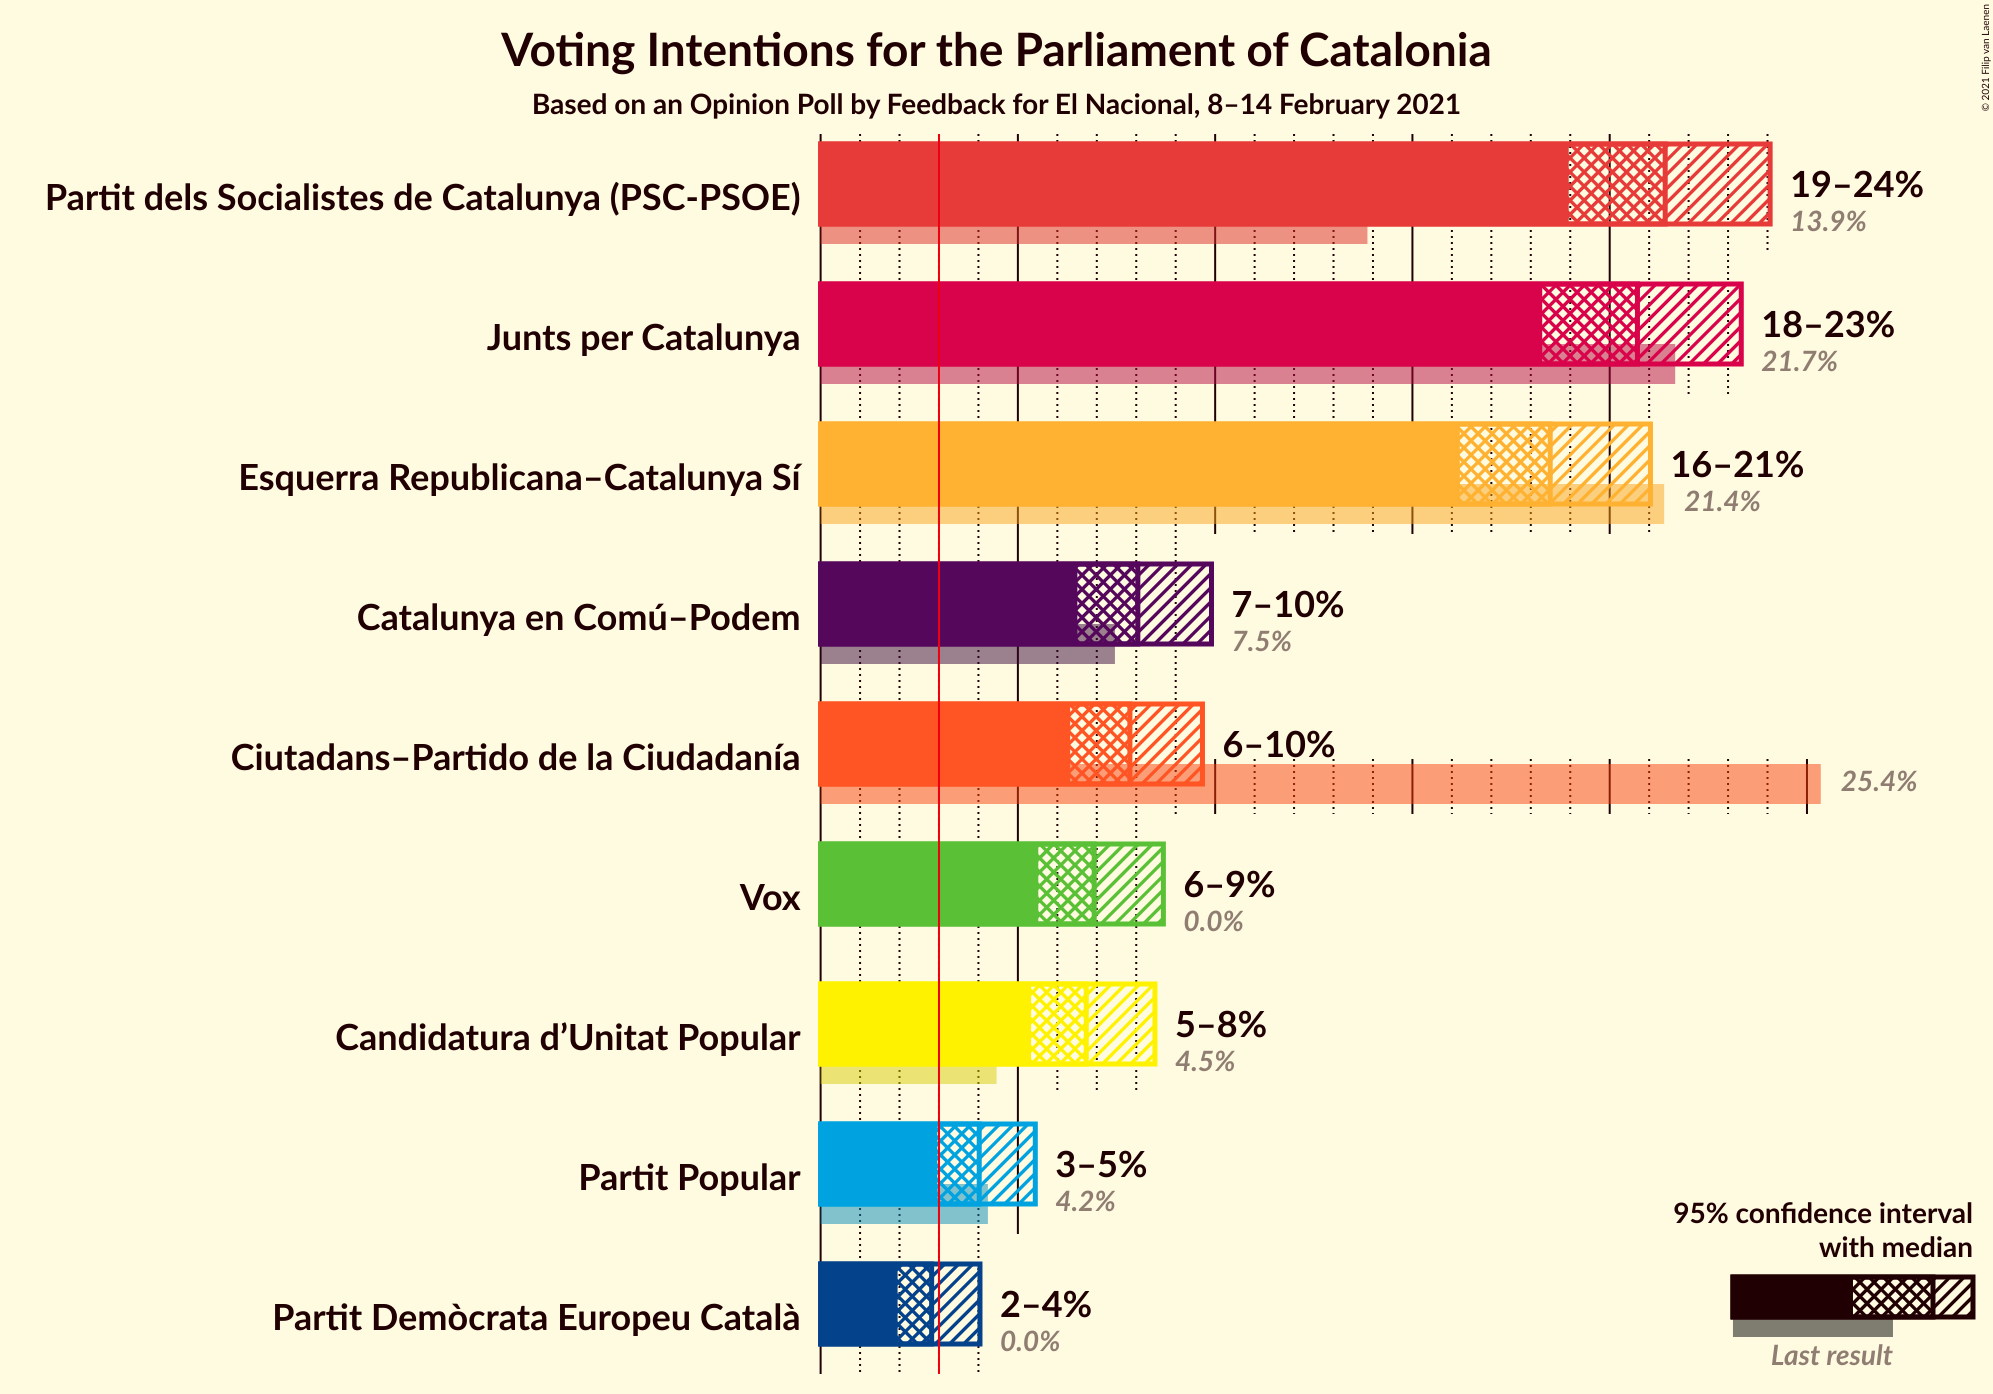 Voting Intentions for the Parliament of Catalonia
Based on an Opinion Poll by Feedback for El Nacional, 8–14 February 2021
© 2021 Filip van Laenen
Partit dels Socialistes de Catalunya (PSC-PSOE)
19–24%
13.9%
Junts per Catalunya
18–23%
21.7%
Esquerra Republicana–Catalunya Sí
16–21%
21.4%
Catalunya en Comú–Podem
7–10%
7.5%
Ciutadans–Partido de la Ciudadanía
6–10%
25.4%
Vox
6–9%
0.0%
Candidatura d’Unitat Popular
5–8%
4.5%
Partit Popular
3–5%
4.2%
Partit Demòcrata Europeu Català
2–4%
0.0%
95% confidence interval
with median
Last result